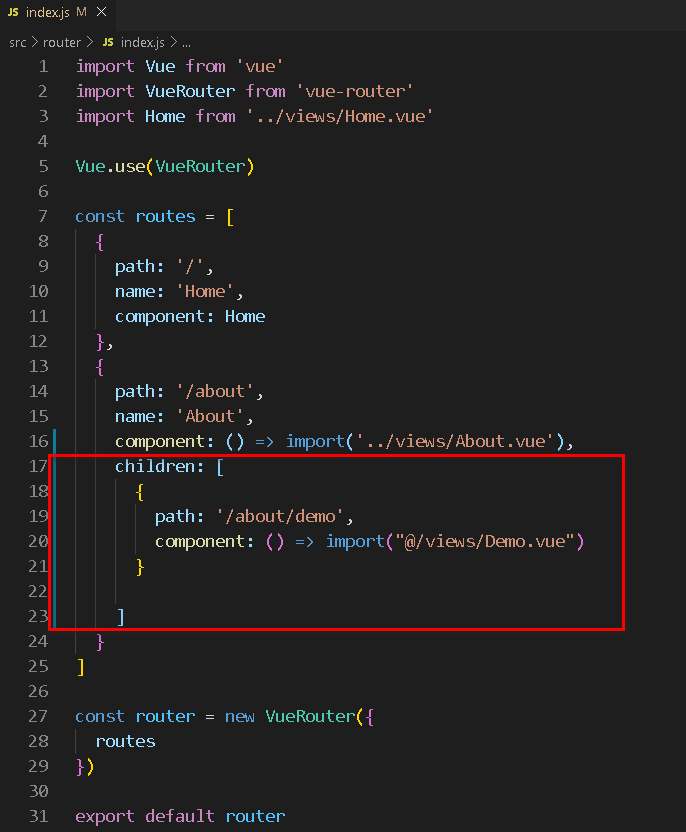 JS index.js M ×
src > router > JS index.js > ...
1 import Vue from 'vue'
2 import VueRouter from 'vue-router'
3 import Home from '../views/Home.vue'
4
5 Vue.use(VueRouter)
6
7 const routes = [
8 {
9 path: '/',
10 name: 'Home',
11 component: Home
12 },
13 {
14 path: '/about',
15 name: 'About',
16 component: () => import('../views/About.vue'),
17 children: [
18 {
19 path: '/about/demo',
20 component: () => import("@/views/Demo.vue")
21 }
22
23 ]
24 }
25 ]
26
27 const router = new VueRouter({
28 routes
29 })
30
31 export default router